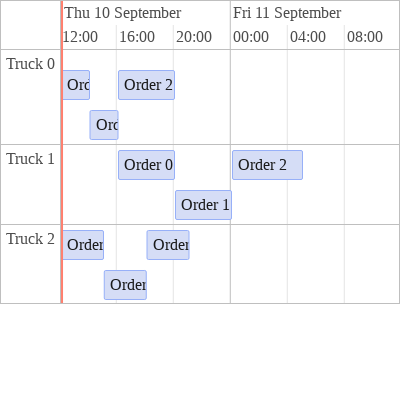 Thu 10 September
Fri 11 September
12:00 16:00 20:00 00:00 04:00 08:00
Truck 0
Ord
Order 2
Ord
Truck 1
Order 0
Order 2
Order 1
Truck 2
Order
Order
Order